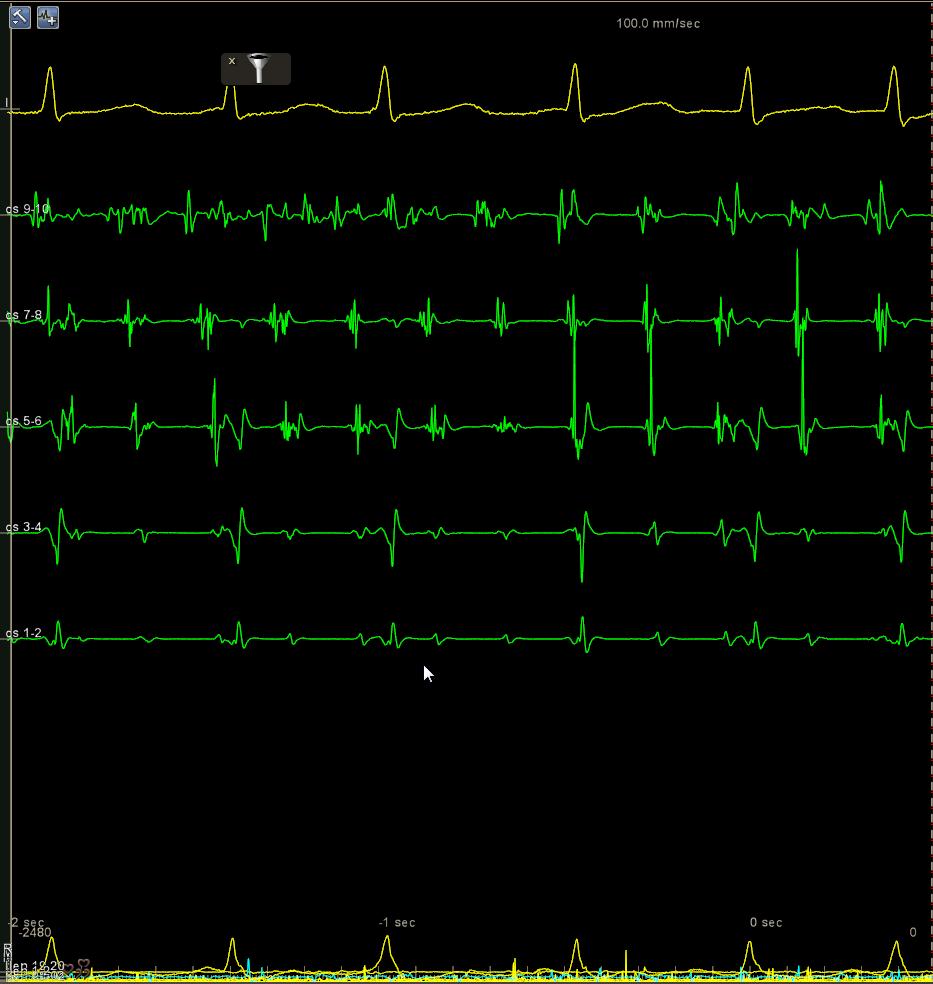 100.0 mm/sec
x
I
cs 9-10
cs 7-8
cs 5-6
cs 3-4
cs 1-2
-2 sec
-1 sec
0 sec
-2480
0